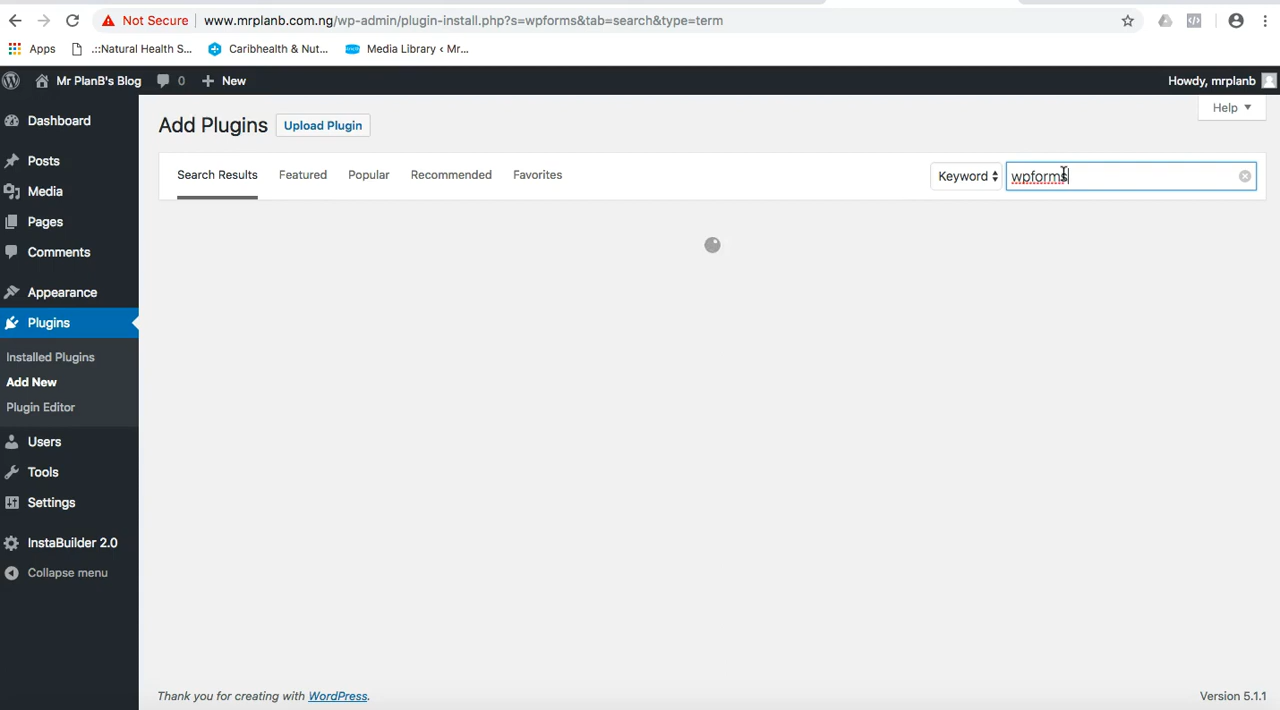 Not Secure www.mrplanb.com.ng/wp-admin/plugin-install.php?s=wpforms&tab=search&type=term
Apps .::Natural Health S... Caribhealth & Nut... Media Library ‹ Mr...
Mr PlanB's Blog 0 New Howdy, mrplanb
Help
Add Plugins Upload Plugin
Search Results Featured Popular Recommended Favorites Keyword wpforms
Dashboard
Posts
Media
Pages
Comments
Appearance
Plugins
Installed Plugins
Add New
Plugin Editor
Users
Tools
Settings
InstaBuilder 2.0
Collapse menu
Thank you for creating with WordPress. Version 5.1.1